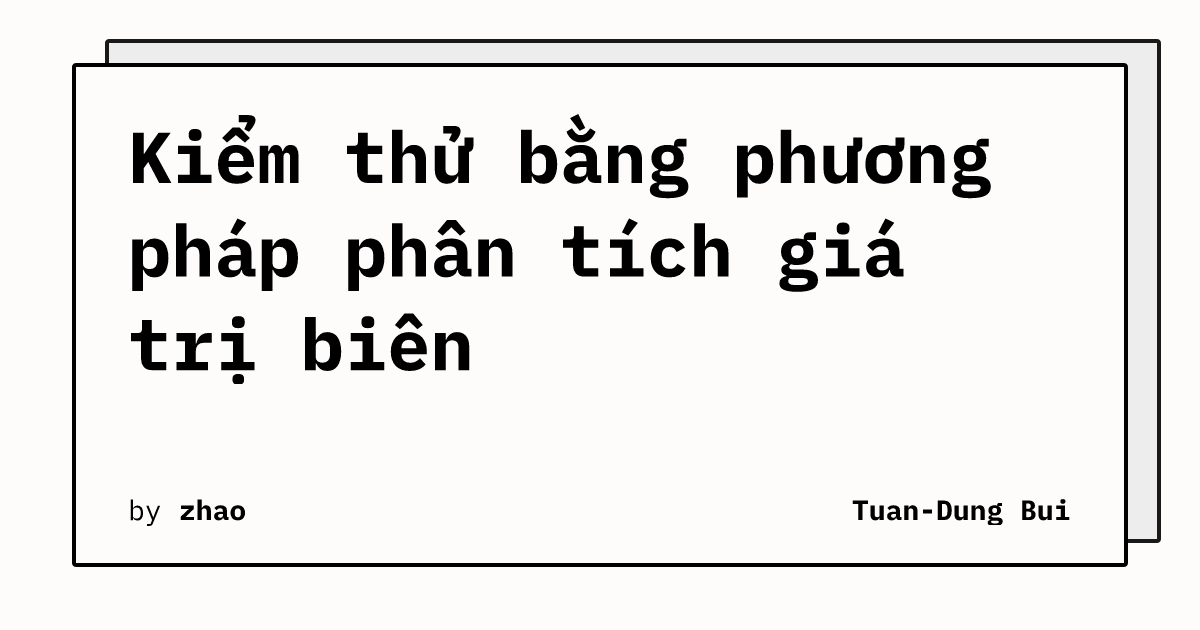 Kiểm thử bằng phương
pháp phân tích giá
trị biên
by zhao
Tuan-Dung Bui